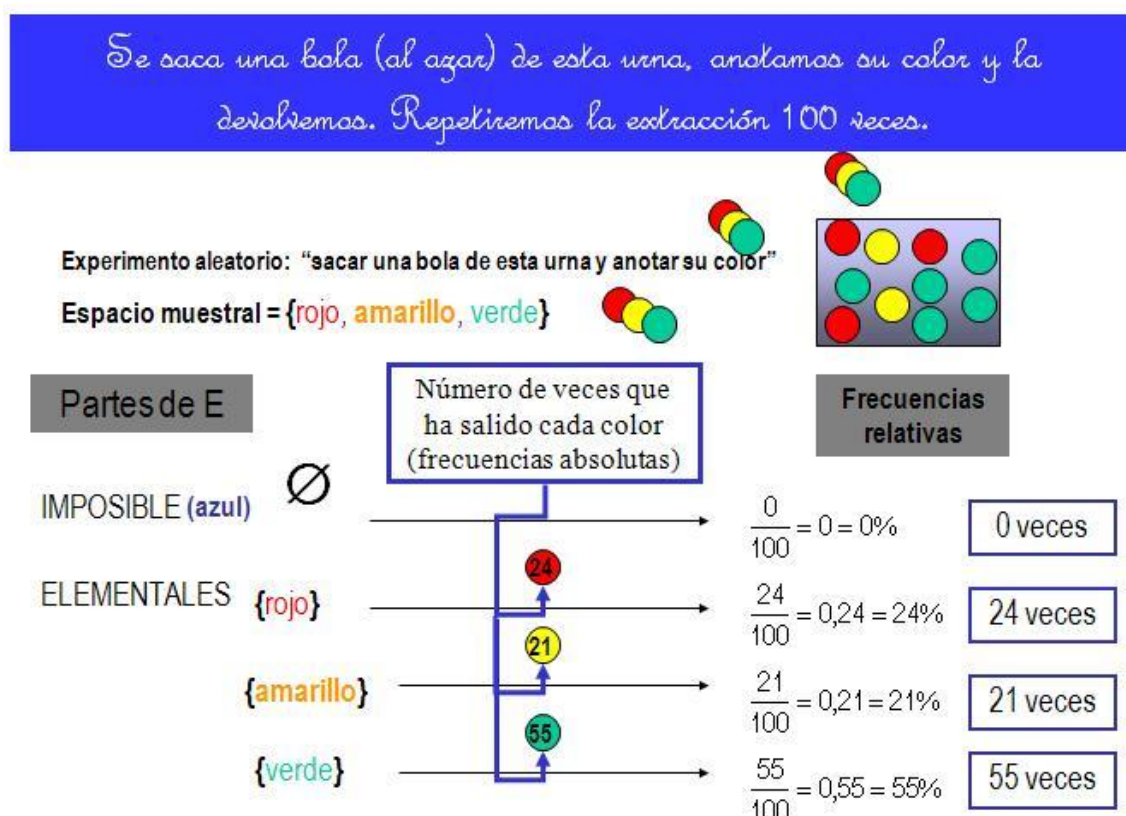 Se saca una bola (al azar) de esta urna, anotamos su color y la
devolvemos. Repetiremos la extracción 100 veces.
Experimento aleatorio: “sacar una bola de esta urna y anotar su color”
Espacio muestral = {rojo, amarillo, verde}
Partes de E
Número de veces que
ha salido cada color
(frecuencias absolutas)
Frecuencias
relativas
IMPOSIBLE (azul) Ø
0/100 = 0 = 0%
0 veces
ELEMENTALES {rojo}
24
24/100 = 0,24 = 24%
24 veces
{amarillo}
21
21/100 = 0,21 = 21%
21 veces
{verde}
55
55/100 = 0,55 = 55%
55 veces